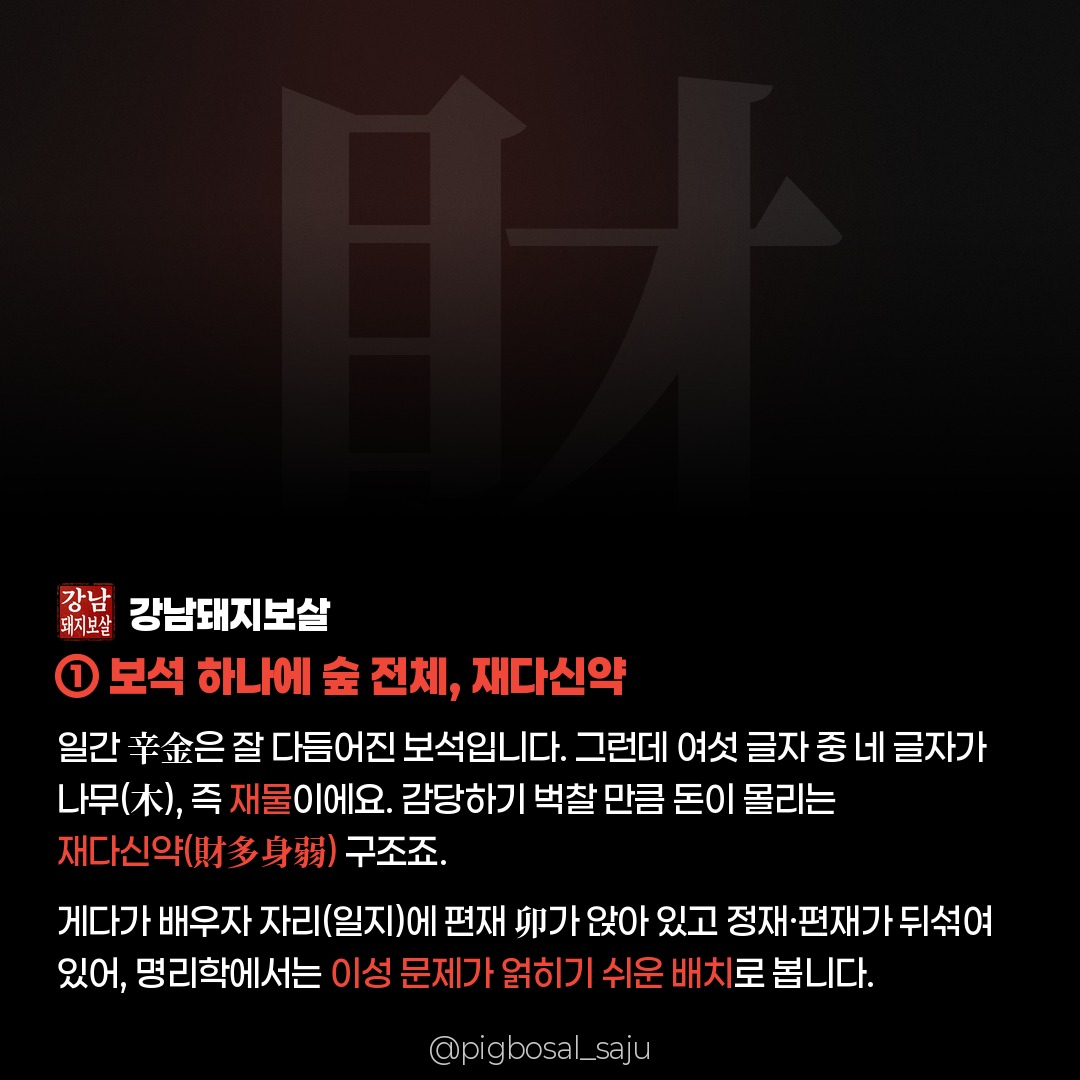 財
강남
돼지보살
강남돼지보살
① 보석 하나에 숲 전체, 재다신약
일간 辛金은 잘 다듬어진 보석입니다. 그런데 여섯 글자 중 네 글자가
나무(木), 즉 재물이에요. 감당하기 벅찰 만큼 돈이 몰리는
재다신약(財多身弱) 구조죠.
게다가 배우자 자리(일지)에 편재 卯가 앉아 있고 정재·편재가 뒤섞여
있어, 명리학에서는 이성 문제가 얽히기 쉬운 배치로 봅니다.
@pigbosal_saju